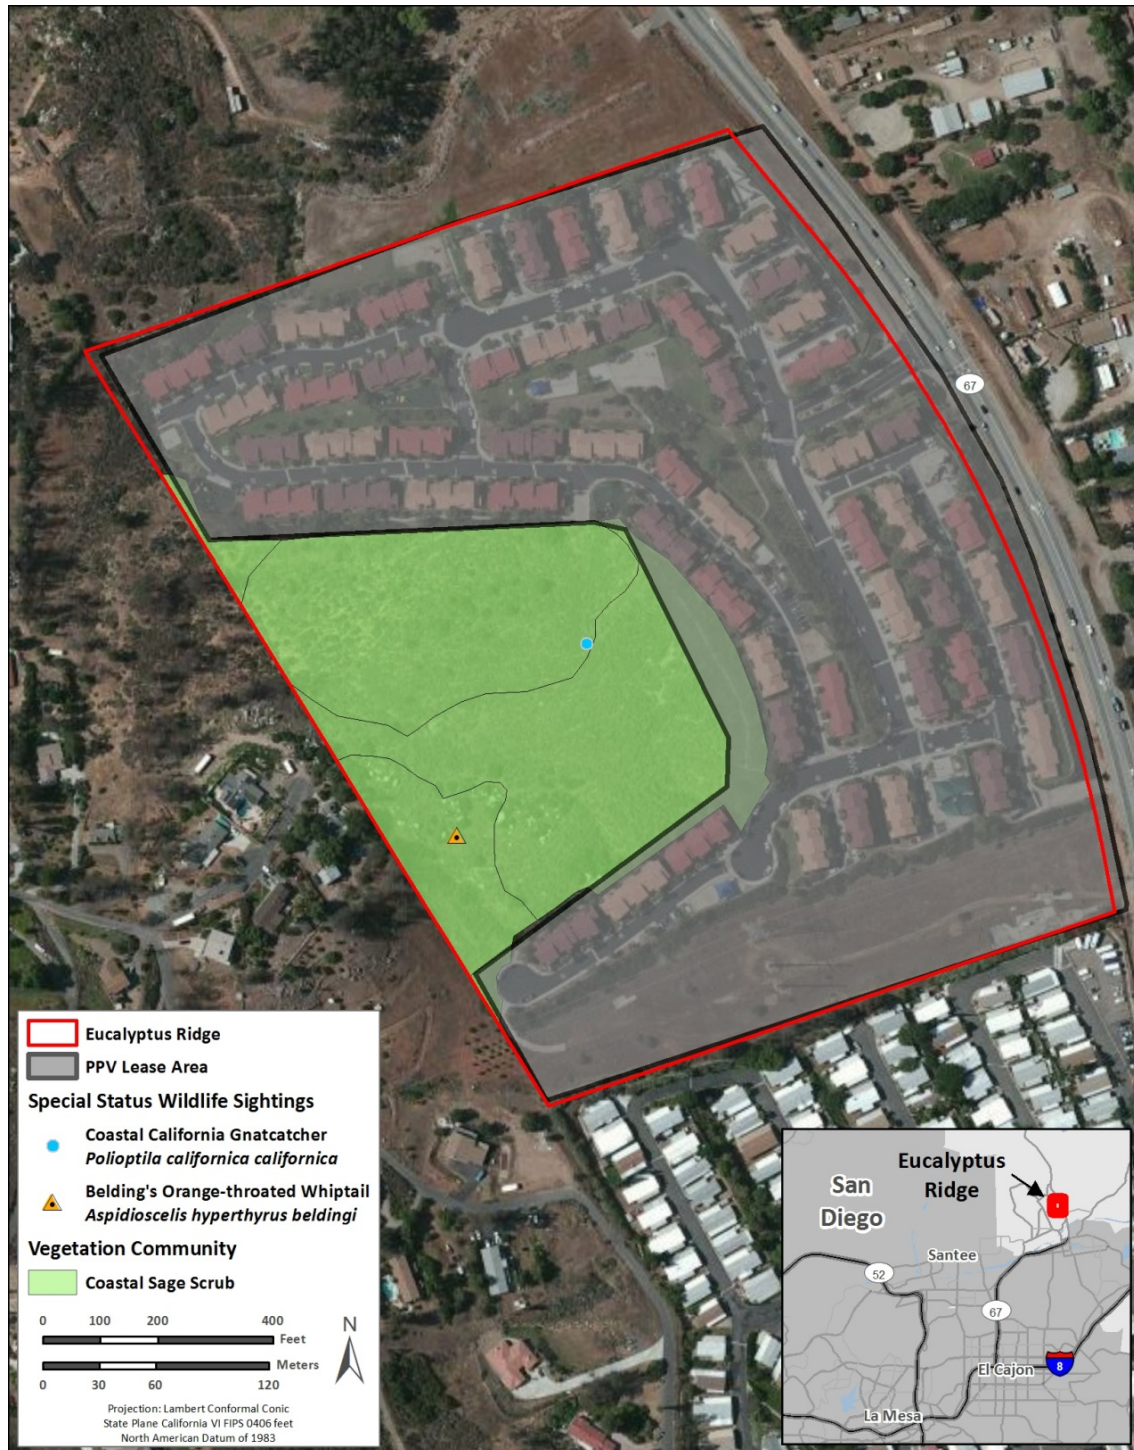 67
Eucalyptus Ridge
PPV Lease Area
Special Status Wildlife Sightings
Coastal California Gnatcatcher
Polioptila californica californica
Belding's Orange-throated Whiptail
Aspidioscelis hyperthyrus beldingi
Vegetation Community
Coastal Sage Scrub
0 100 200 400
Feet
Meters
0 30 60 120
N
Projection: Lambert Conformal Conic
State Plane California VI FIPS 0406 feet
North American Datum of 1983
Eucalyptus
Ridge
San
Diego
Santee
52
67
El Cajon
8
La Mesa